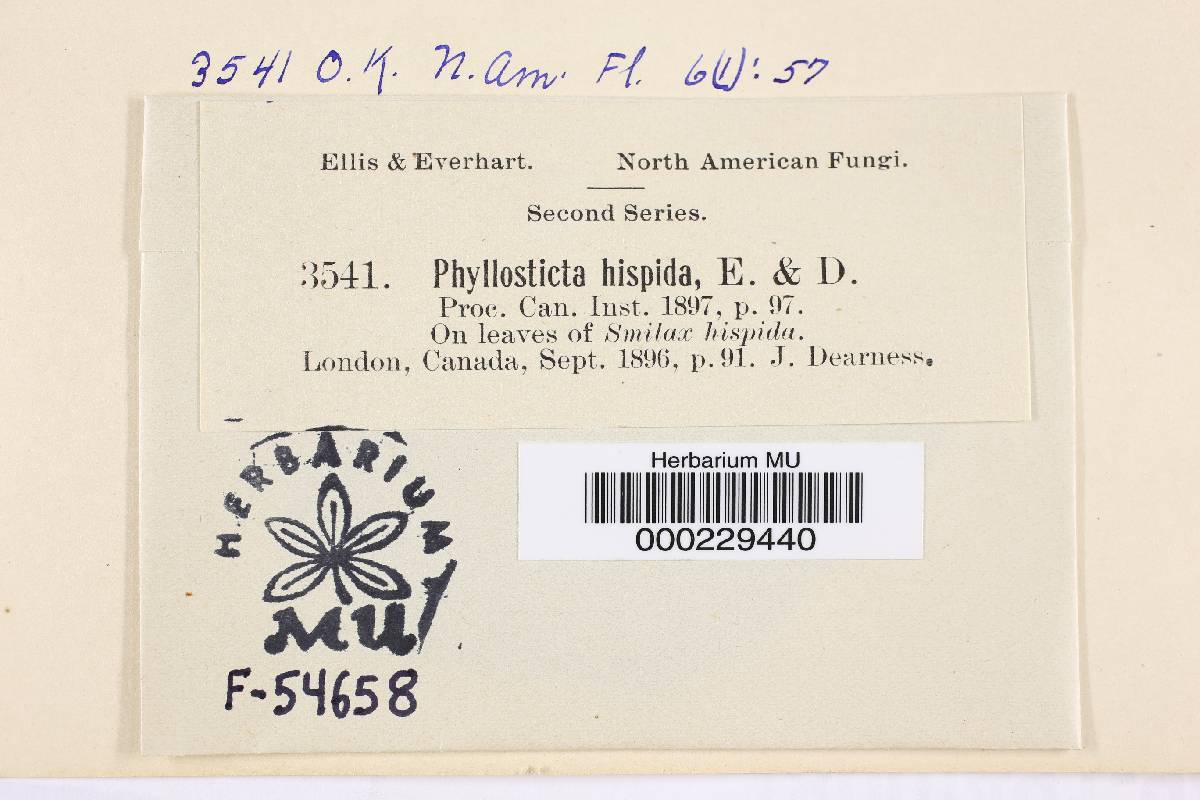 3541 O.K. N. Am. Fl. 6(1): 57
Ellis & Everhart. North American Fungi.
Second Series.
3541. Phyllosticta hispida, E. & D.
Proc. Can. Inst. 1897, p. 97.
On leaves of Smilax hispida.
London, Canada, Sept. 1896, p. 91. J. Dearness.
HERBARIUM
MU
F-54658
Herbarium MU
000229440